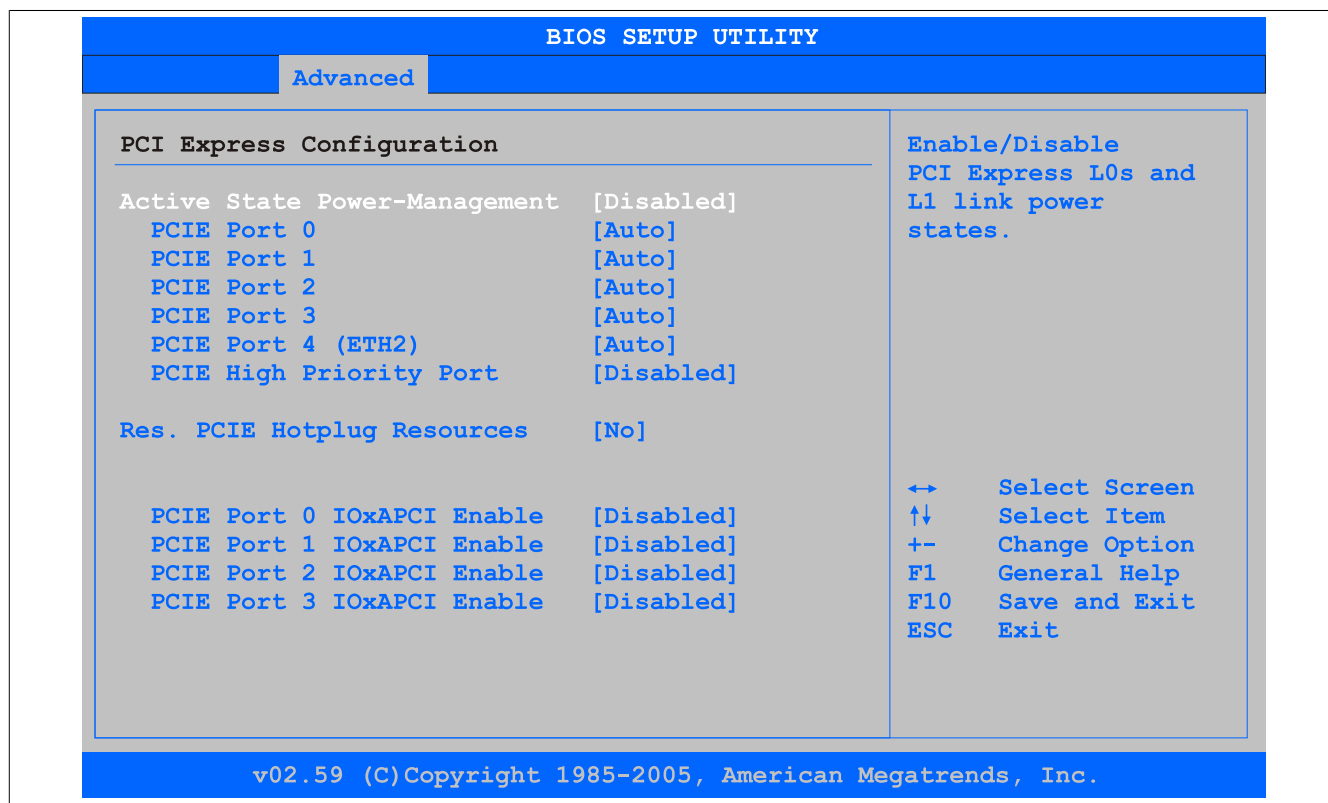 BIOS SETUP UTILITY
Advanced
PCI Express Configuration
Active State Power-Management [Disabled]
PCIE Port 0 [Auto]
PCIE Port 1 [Auto]
PCIE Port 2 [Auto]
PCIE Port 3 [Auto]
PCIE Port 4 (ETH2) [Auto]
PCIE High Priority Port [Disabled]
Res. PCIE Hotplug Resources [No]
PCIE Port 0 IOxAPCI Enable [Disabled]
PCIE Port 1 IOxAPCI Enable [Disabled]
PCIE Port 2 IOxAPCI Enable [Disabled]
PCIE Port 3 IOxAPCI Enable [Disabled]
Enable/Disable
PCI Express L0s and
L1 link power
states.
↔ Select Screen
↑↓ Select Item
+- Change Option
F1 General Help
F10 Save and Exit
ESC Exit
v02.59 (C)Copyright 1985-2005, American Megatrends, Inc.